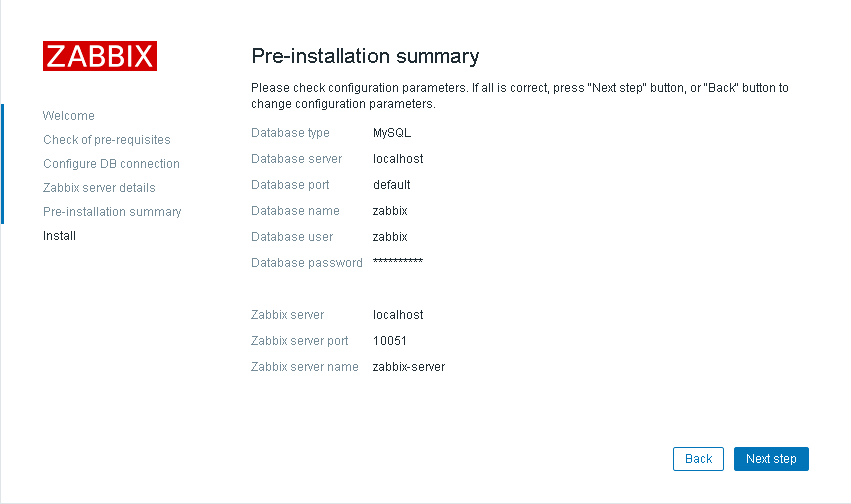 ZABBIX
Welcome
Check of pre-requisites
Configure DB connection
Zabbix server details
Pre-installation summary
Install
Pre-installation summary
Please check configuration parameters. If all is correct, press "Next step" button, or "Back" button to
change configuration parameters.
Database type MySQL
Database server localhost
Database port default
Database name zabbix
Database user zabbix
Database password **********
Zabbix server localhost
Zabbix server port 10051
Zabbix server name zabbix-server
Back Next step